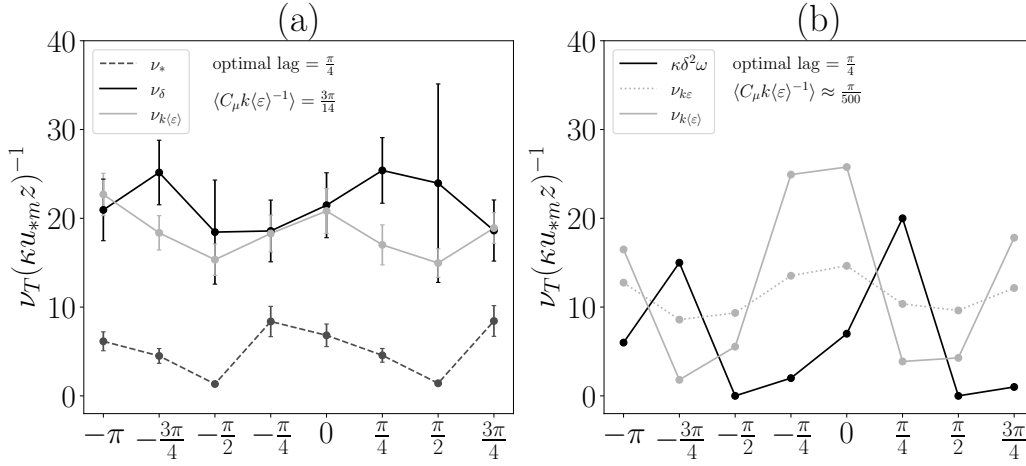 (a)
ν_T(κu_{*m}z)^{-1}
40
30
20
10
0
ν_*
ν_δ
ν_{k⟨ε⟩}
optimal lag = π/4
⟨C_μ k⟨ε⟩^{-1}⟩ = 3π/14
−π −3π/4 −π/2 −π/4 0 π/4 π/2 3π/4
(b)
ν_T(κu_{*m}z)^{-1}
40
30
20
10
0
κδ²ω
ν_{kε}
ν_{k⟨ε⟩}
optimal lag = π/4
⟨C_μ k⟨ε⟩^{-1}⟩ ≈ π/500
−π −3π/4 −π/2 −π/4 0 π/4 π/2 3π/4